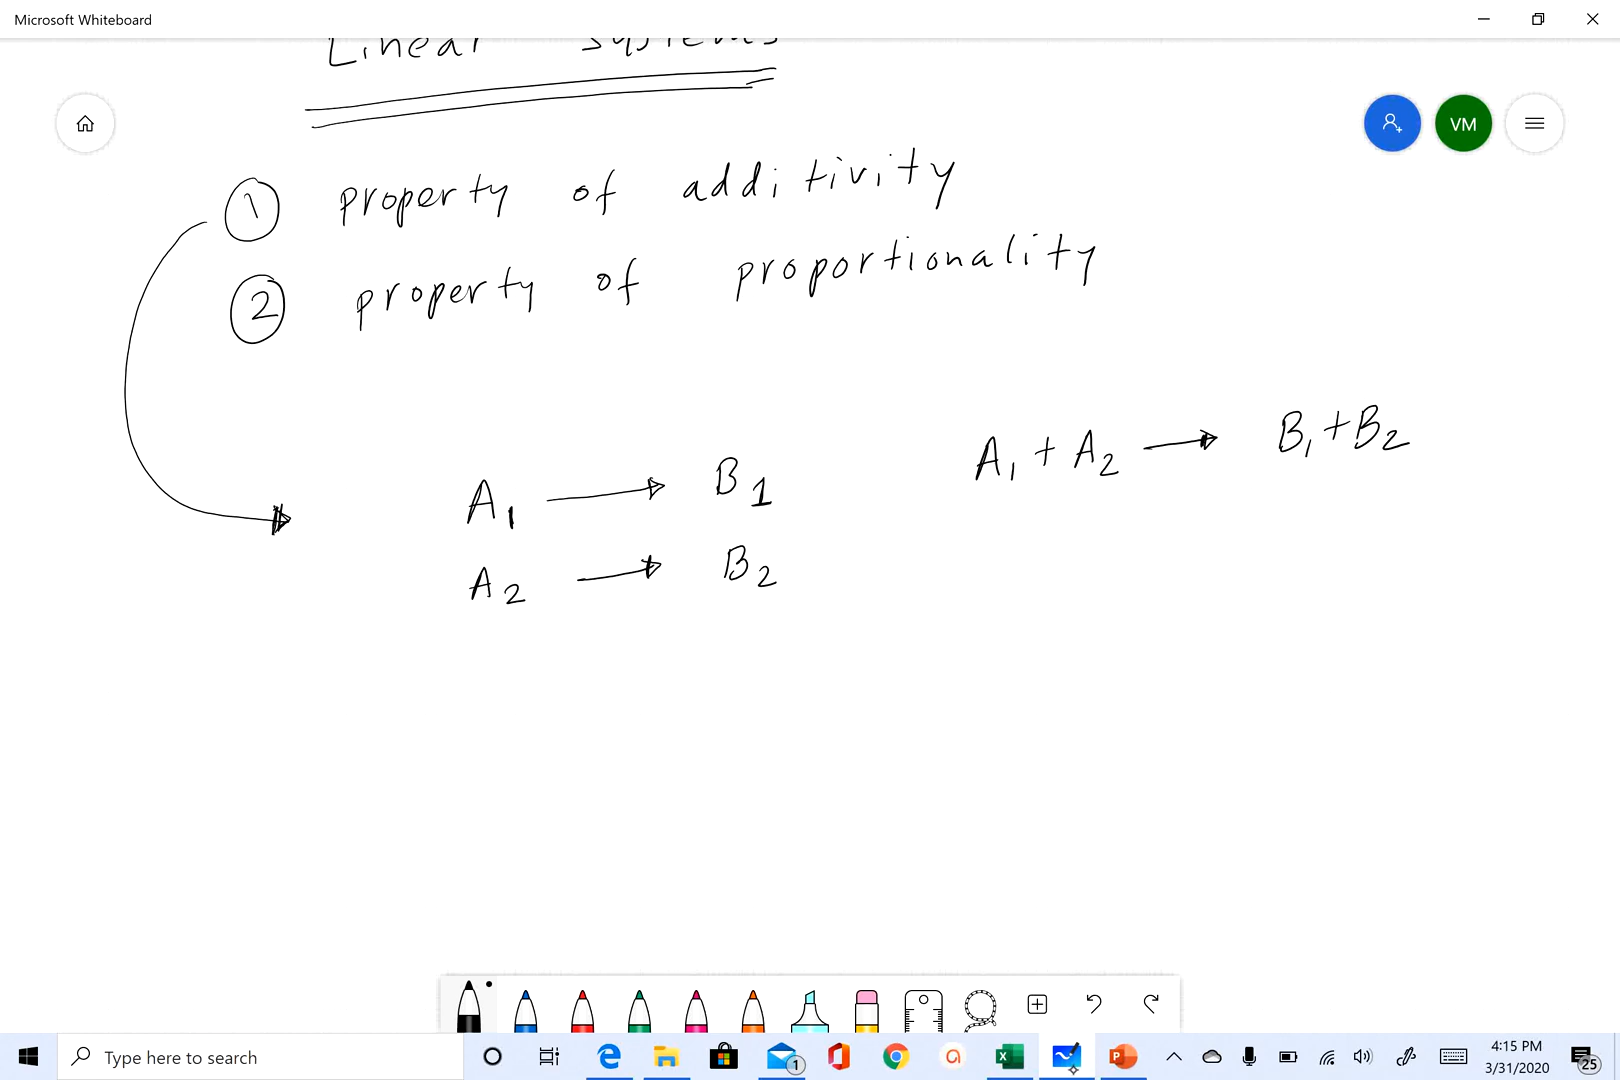 Microsoft Whiteboard
Linear systems
VM
① property of additivity
② property of proportionality
A₁ + A₂ → B₁ + B₂
A₁ → B₁
A₂ → B₂
Type here to search
1
4:15 PM
3/31/2020
25